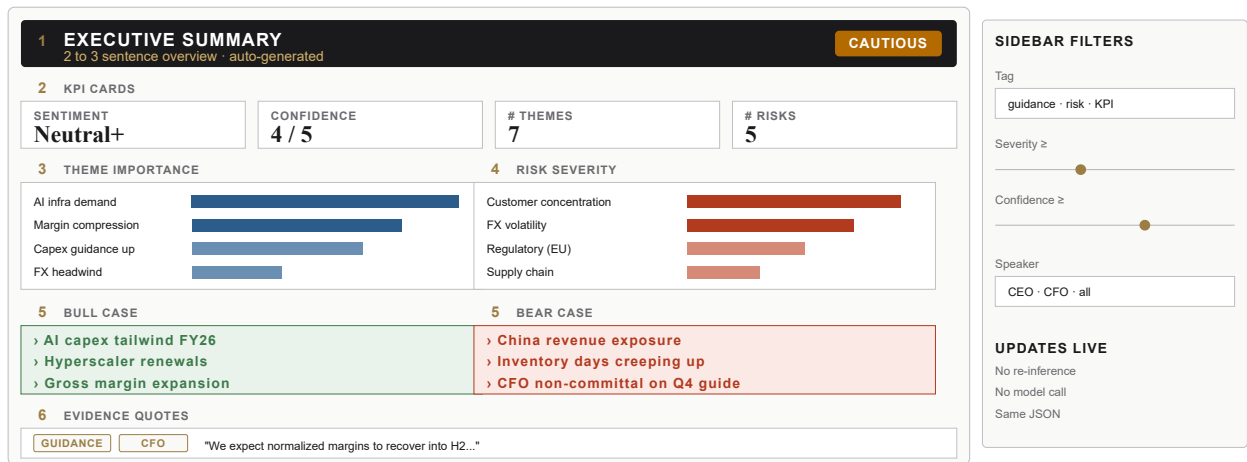 1 EXECUTIVE SUMMARY
2 to 3 sentence overview · auto-generated
CAUTIOUS
2 KPI CARDS
SENTIMENT
Neutral+
CONFIDENCE
4 / 5
# THEMES
7
# RISKS
5
3 THEME IMPORTANCE
AI infra demand
Margin compression
Capex guidance up
FX headwind
4 RISK SEVERITY
Customer concentration
FX volatility
Regulatory (EU)
Supply chain
5 BULL CASE
› AI capex tailwind FY26
› Hyperscaler renewals
› Gross margin expansion
5 BEAR CASE
› China revenue exposure
› Inventory days creeping up
› CFO non-committal on Q4 guide
6 EVIDENCE QUOTES
GUIDANCE CFO "We expect normalized margins to recover into H2..."
SIDEBAR FILTERS
Tag
guidance · risk · KPI
Severity ≥
Confidence ≥
Speaker
CEO · CFO · all
UPDATES LIVE
No re-inference
No model call
Same JSON